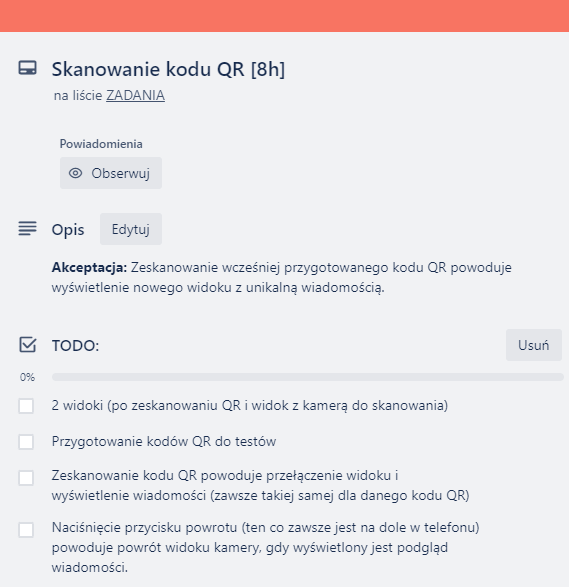 Skanowanie kodu QR [8h]
na liście ZADANIA
Powiadomienia
Obserwuj
Opis Edytuj
Akceptacja: Zeskanowanie wcześniej przygotowanego kodu QR powoduje
wyświetlenie nowego widoku z unikalną wiadomością.
TODO: Usuń
0%
2 widoki (po zeskanowaniu QR i widok z kamerą do skanowania)
Przygotowanie kodów QR do testów
Zeskanowanie kodu QR powoduje przełączenie widoku i
wyświetlenie wiadomości (zawsze takiej samej dla danego kodu QR)
Naciśnięcie przycisku powrotu (ten co zawsze jest na dole w telefonu)
powoduje powrót widoku kamery, gdy wyświetlony jest podgląd
wiadomości.